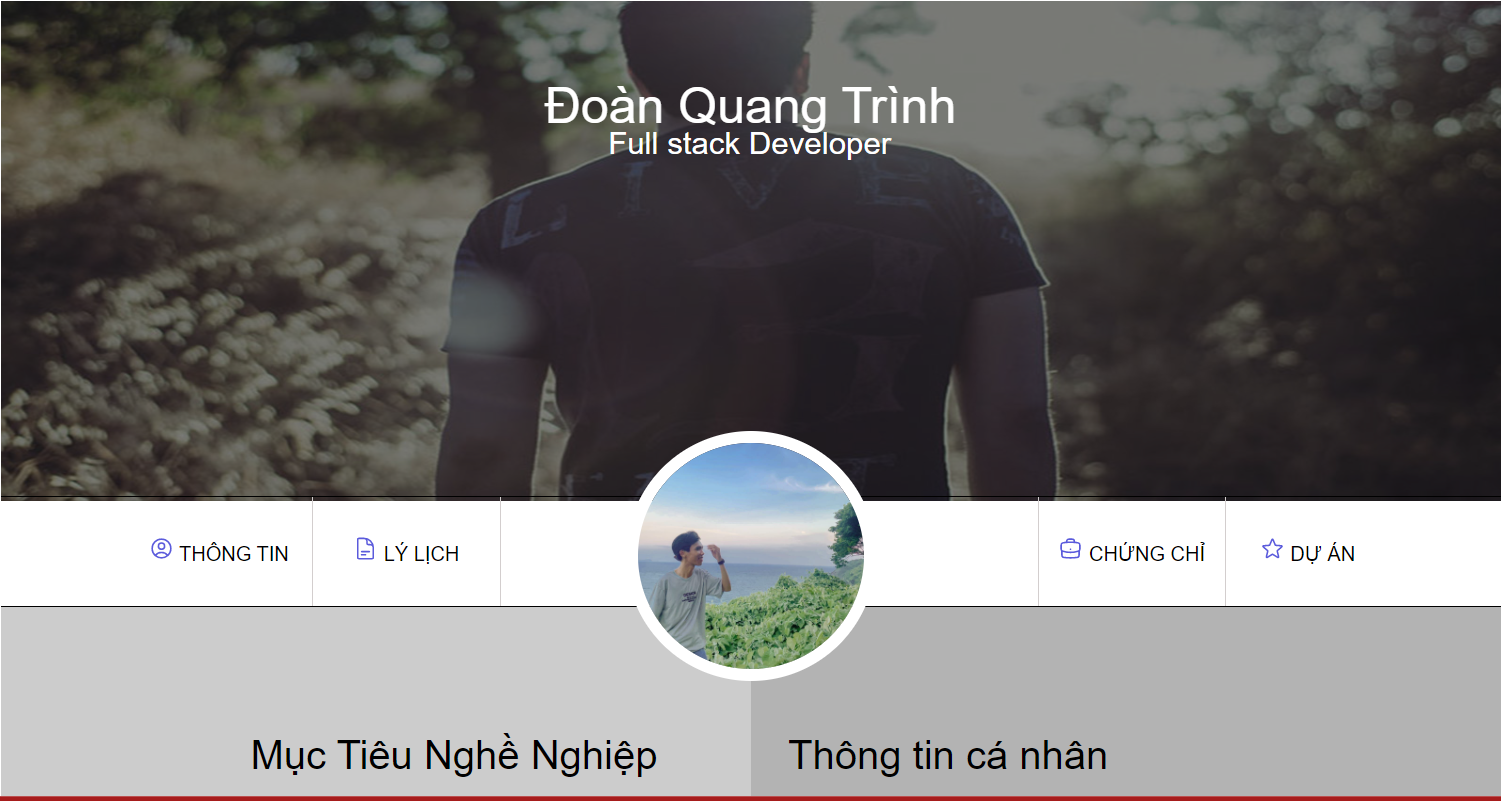 Đoàn Quang Trình
Full stack Developer
THÔNG TIN
LÝ LỊCH
CHỨNG CHỈ
DỰ ÁN
Mục Tiêu Nghề Nghiệp
Thông tin cá nhân